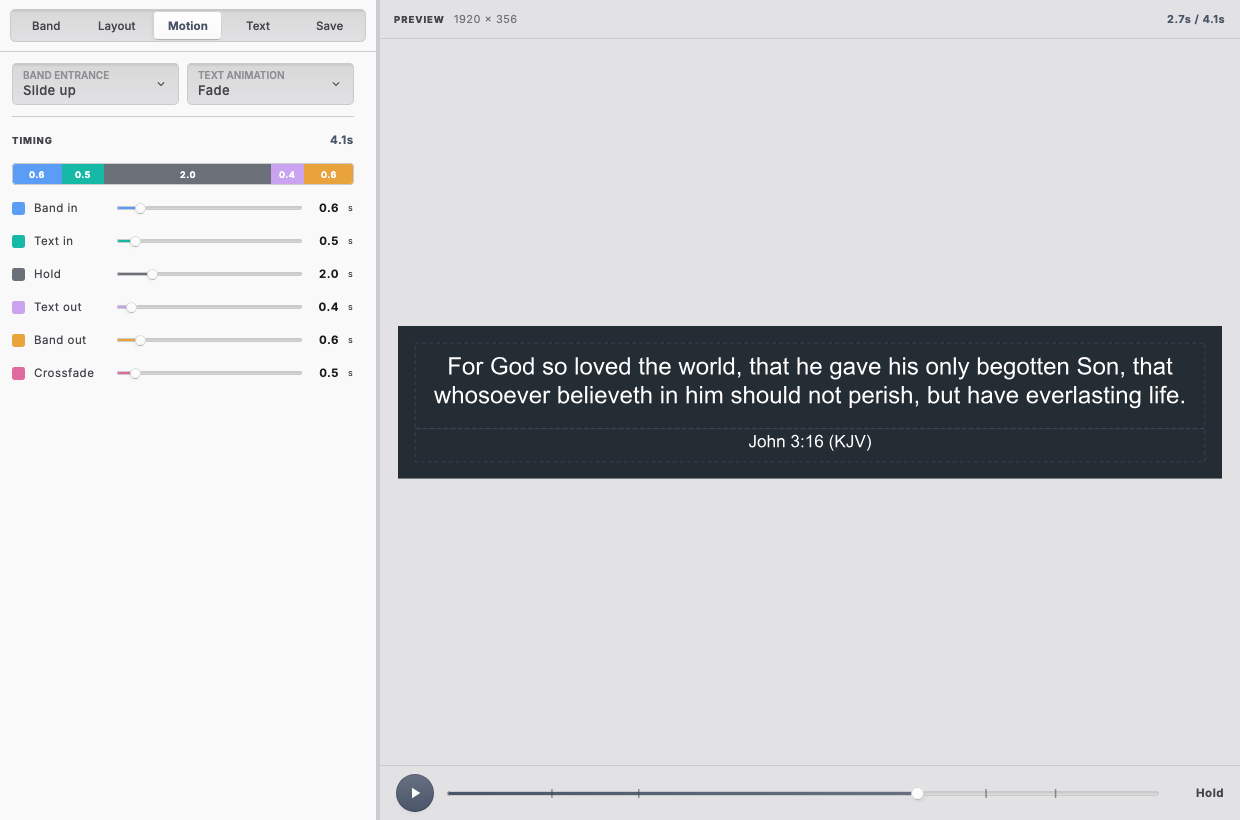 Band Layout Motion Text Save
BAND ENTRANCE
Slide up
TEXT ANIMATION
Fade
TIMING 4.1s
0.6 0.5 2.0 0.4 0.6
Band in 0.6 s
Text in 0.5 s
Hold 2.0 s
Text out 0.4 s
Band out 0.6 s
Crossfade 0.5 s
PREVIEW 1920 × 356 2.7s / 4.1s
For God so loved the world, that he gave his only begotten Son, that
whosoever believeth in him should not perish, but have everlasting life.
John 3:16 (KJV)
Hold